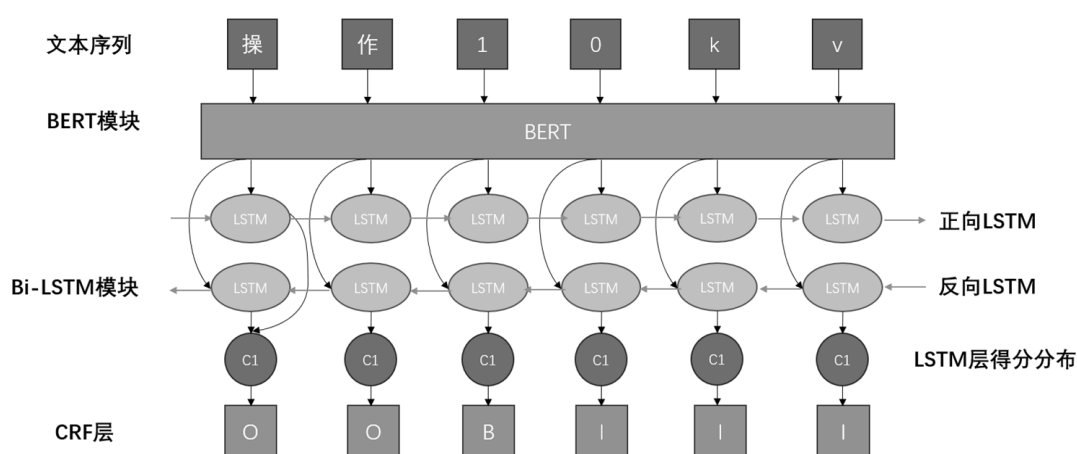 文本序列 操 作 1 0 k v
BERT模块 BERT
LSTM LSTM LSTM LSTM LSTM LSTM 正向LSTM
Bi-LSTM模块 LSTM LSTM LSTM LSTM LSTM LSTM 反向LSTM
C1 C1 C1 C1 C1 C1 LSTM层得分分布
CRF层 O O B I I I